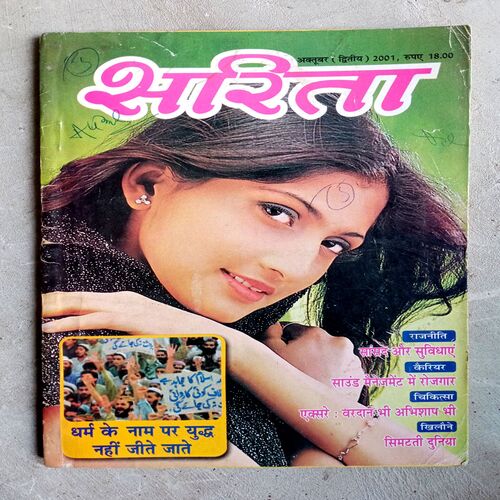 अक्तूबर ( द्वितीय ) 2001, रुपए 18.00
सरिता
राजनीति
सांसद और सुविधाएं
कैरियर
साउंड मैनेजमेंट में रोजगार
चिकित्सा
एक्सरे : वरदान भी अभिशाप भी
खिलौने
सिमटती दुनिया
धर्म के नाम पर युद्ध
नहीं जीते जाते